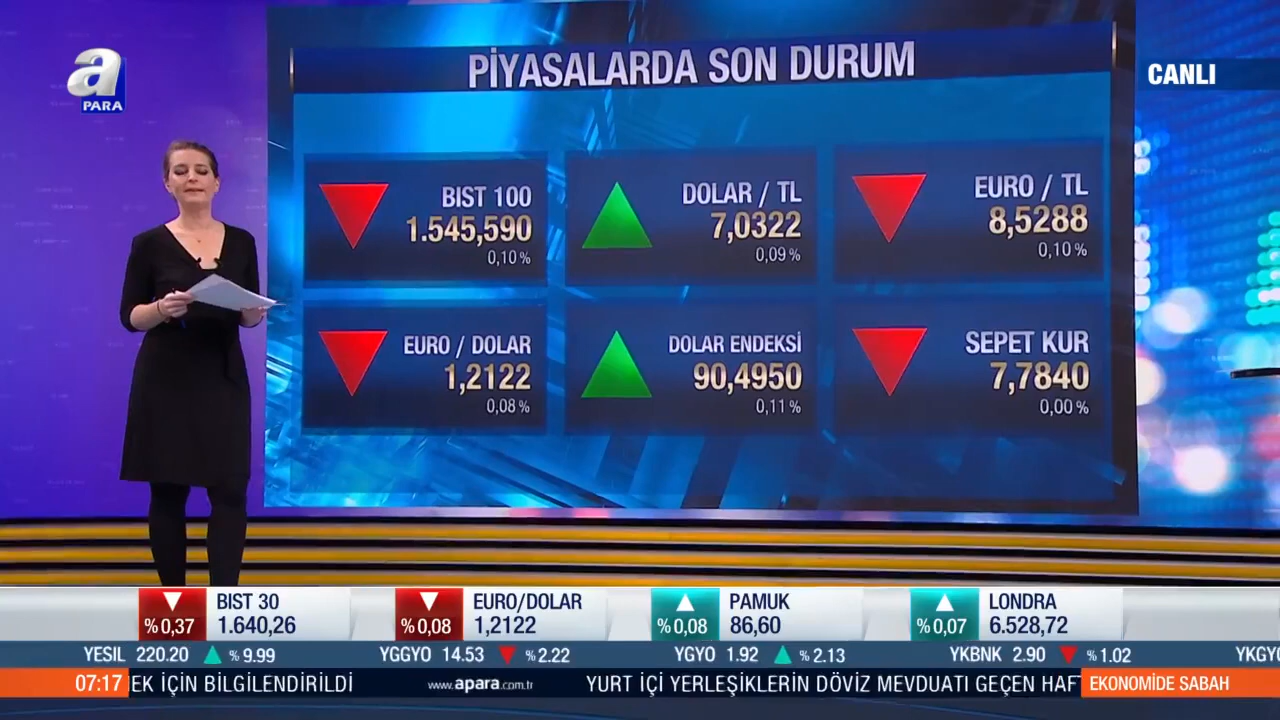 a
PARA
CANLI
PİYASALARDA SON DURUM
BIST 100
1.545,590
0,10 %
DOLAR / TL
7,0322
0,09 %
EURO / TL
8,5288
0,10 %
EURO / DOLAR
1,2122
0,08 %
DOLAR ENDEKSİ
90,4950
0,11 %
SEPET KUR
7,7840
0,00 %
% 0,37 BIST 30
1.640,26
% 0,08 EURO/DOLAR
1,2122
% 0,08 PAMUK
86,60
% 0,07 LONDRA
6.528,72
YESIL 220.20 % 9.99 YGGYO 14.53 % 2.22 YGYO 1.92 % 2.13 YKBNK 2.90 % 1.02 YKGY
07:17 EK İÇİN BİLGİLENDİRİLDİ www.apara.com.tr YURT İÇİ YERLEŞİKLERİN DÖVİZ MEVDUATI GEÇEN HAFT EKONOMİDE SABAH